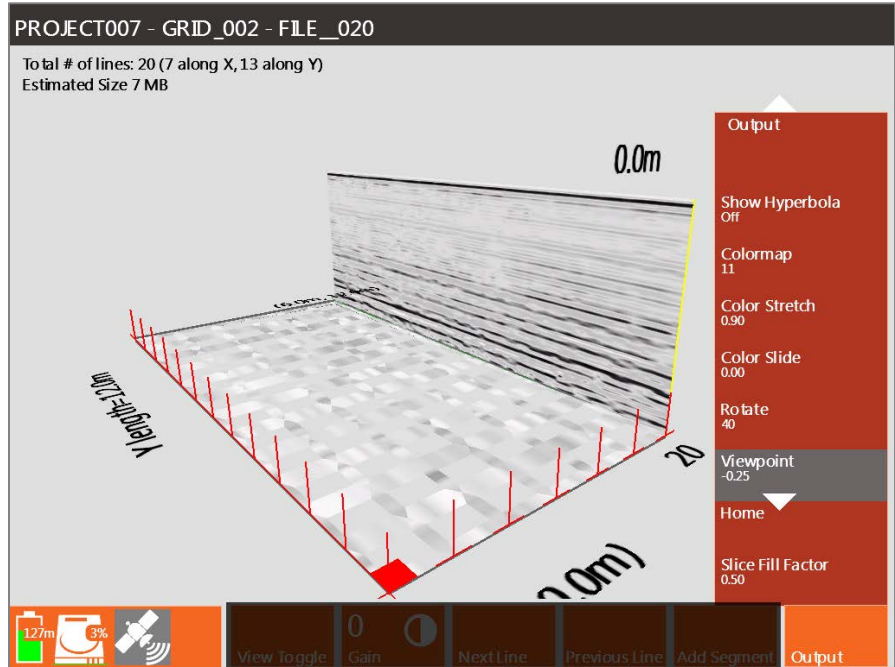 PROJECT007 - GRID_002 - FILE__020
Total # of lines: 20 (7 along X, 13 along Y)
Estimated Size 7 MB
0.0m
Output
Show Hyperbola
Off
Colormap
11
Color Stretch
0.90
Color Slide
0.00
Rotate
40
Viewpoint
-0.25
Home
Slice Fill Factor
0.50
Y length=12.0m
20
.0m)
127m
3%
View Toggle
0
Gain
Next Line
Previous Line
Add Segment
Output